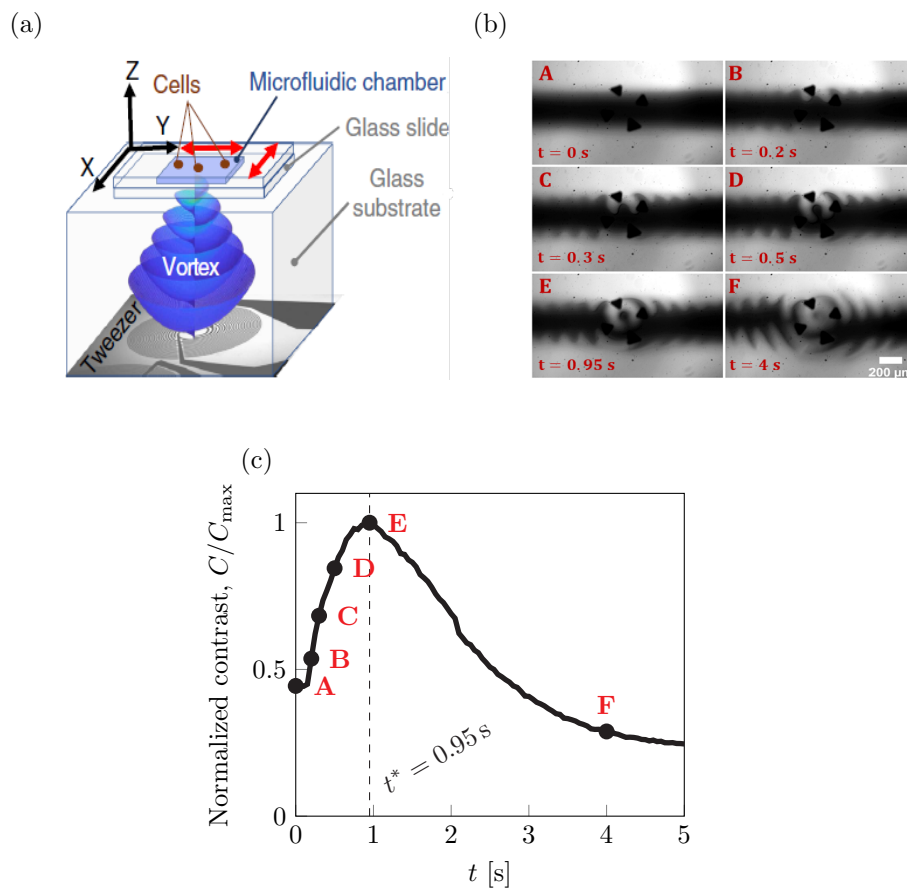 (a)
Z
Cells
Microfluidic chamber
Y
Glass slide
X
Glass
substrate
Vortex
Tweezer
(b)
A
t = 0 s
B
t = 0.2 s
C
t = 0.3 s
D
t = 0.5 s
E
t = 0.95 s
F
t = 4 s
200 μm
(c)
Normalized contrast, C/Cmax
1
0.5
0
A
B
C
D
E
F
t* = 0.95 s
0 1 2 3 4 5
t [s]